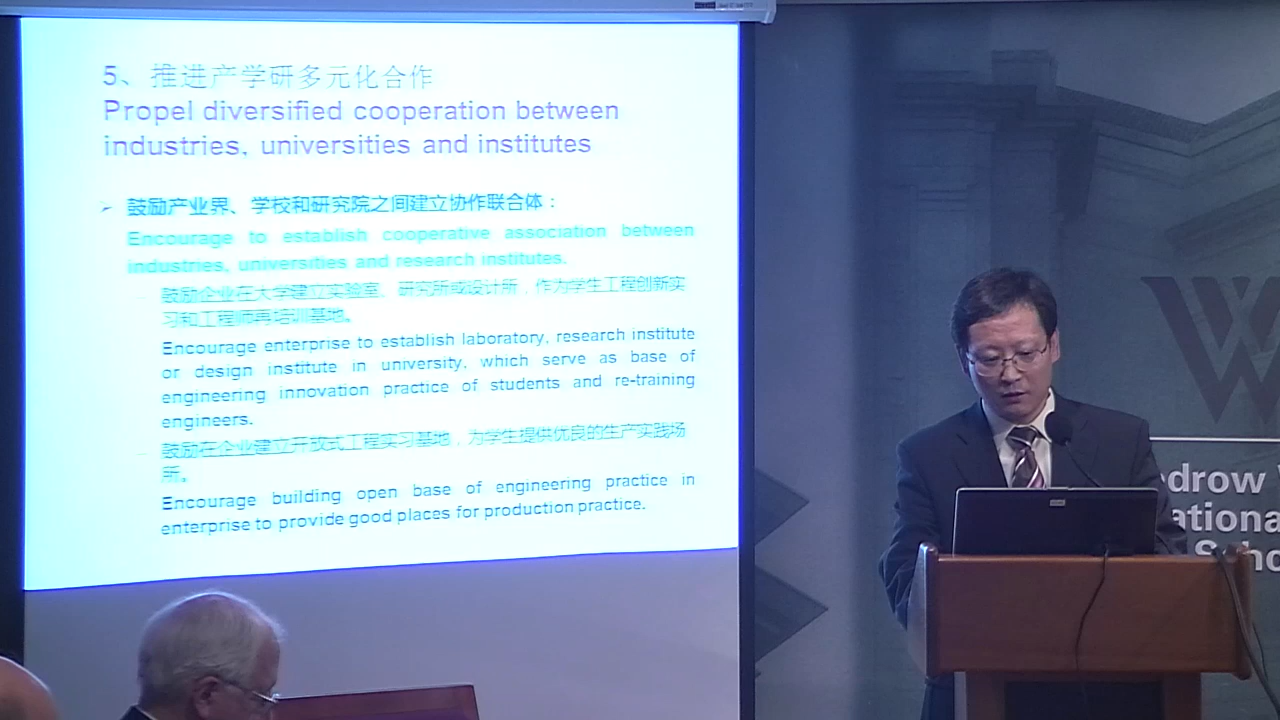 5、推进产学研多元化合作
Propel diversified cooperation between
industries, universities and institutes
➢ 鼓励产业界、学校和研究院之间建立协作联合体：
Encourage to establish cooperative association between
industries, universities and research institutes.
– 鼓励企业在大学建立实验室、研究所或设计所，作为学生工程创新实
习和工程师再培训基地。
Encourage enterprise to establish laboratory, research institute
or design institute in university, which serve as base of
engineering innovation practice of students and re-training
engineers.
– 鼓励在企业建立开放式工程实习基地，为学生提供优良的生产实践场
所。
Encourage building open base of engineering practice in
enterprise to provide good places for production practice.
W
drow
ationa
Scho